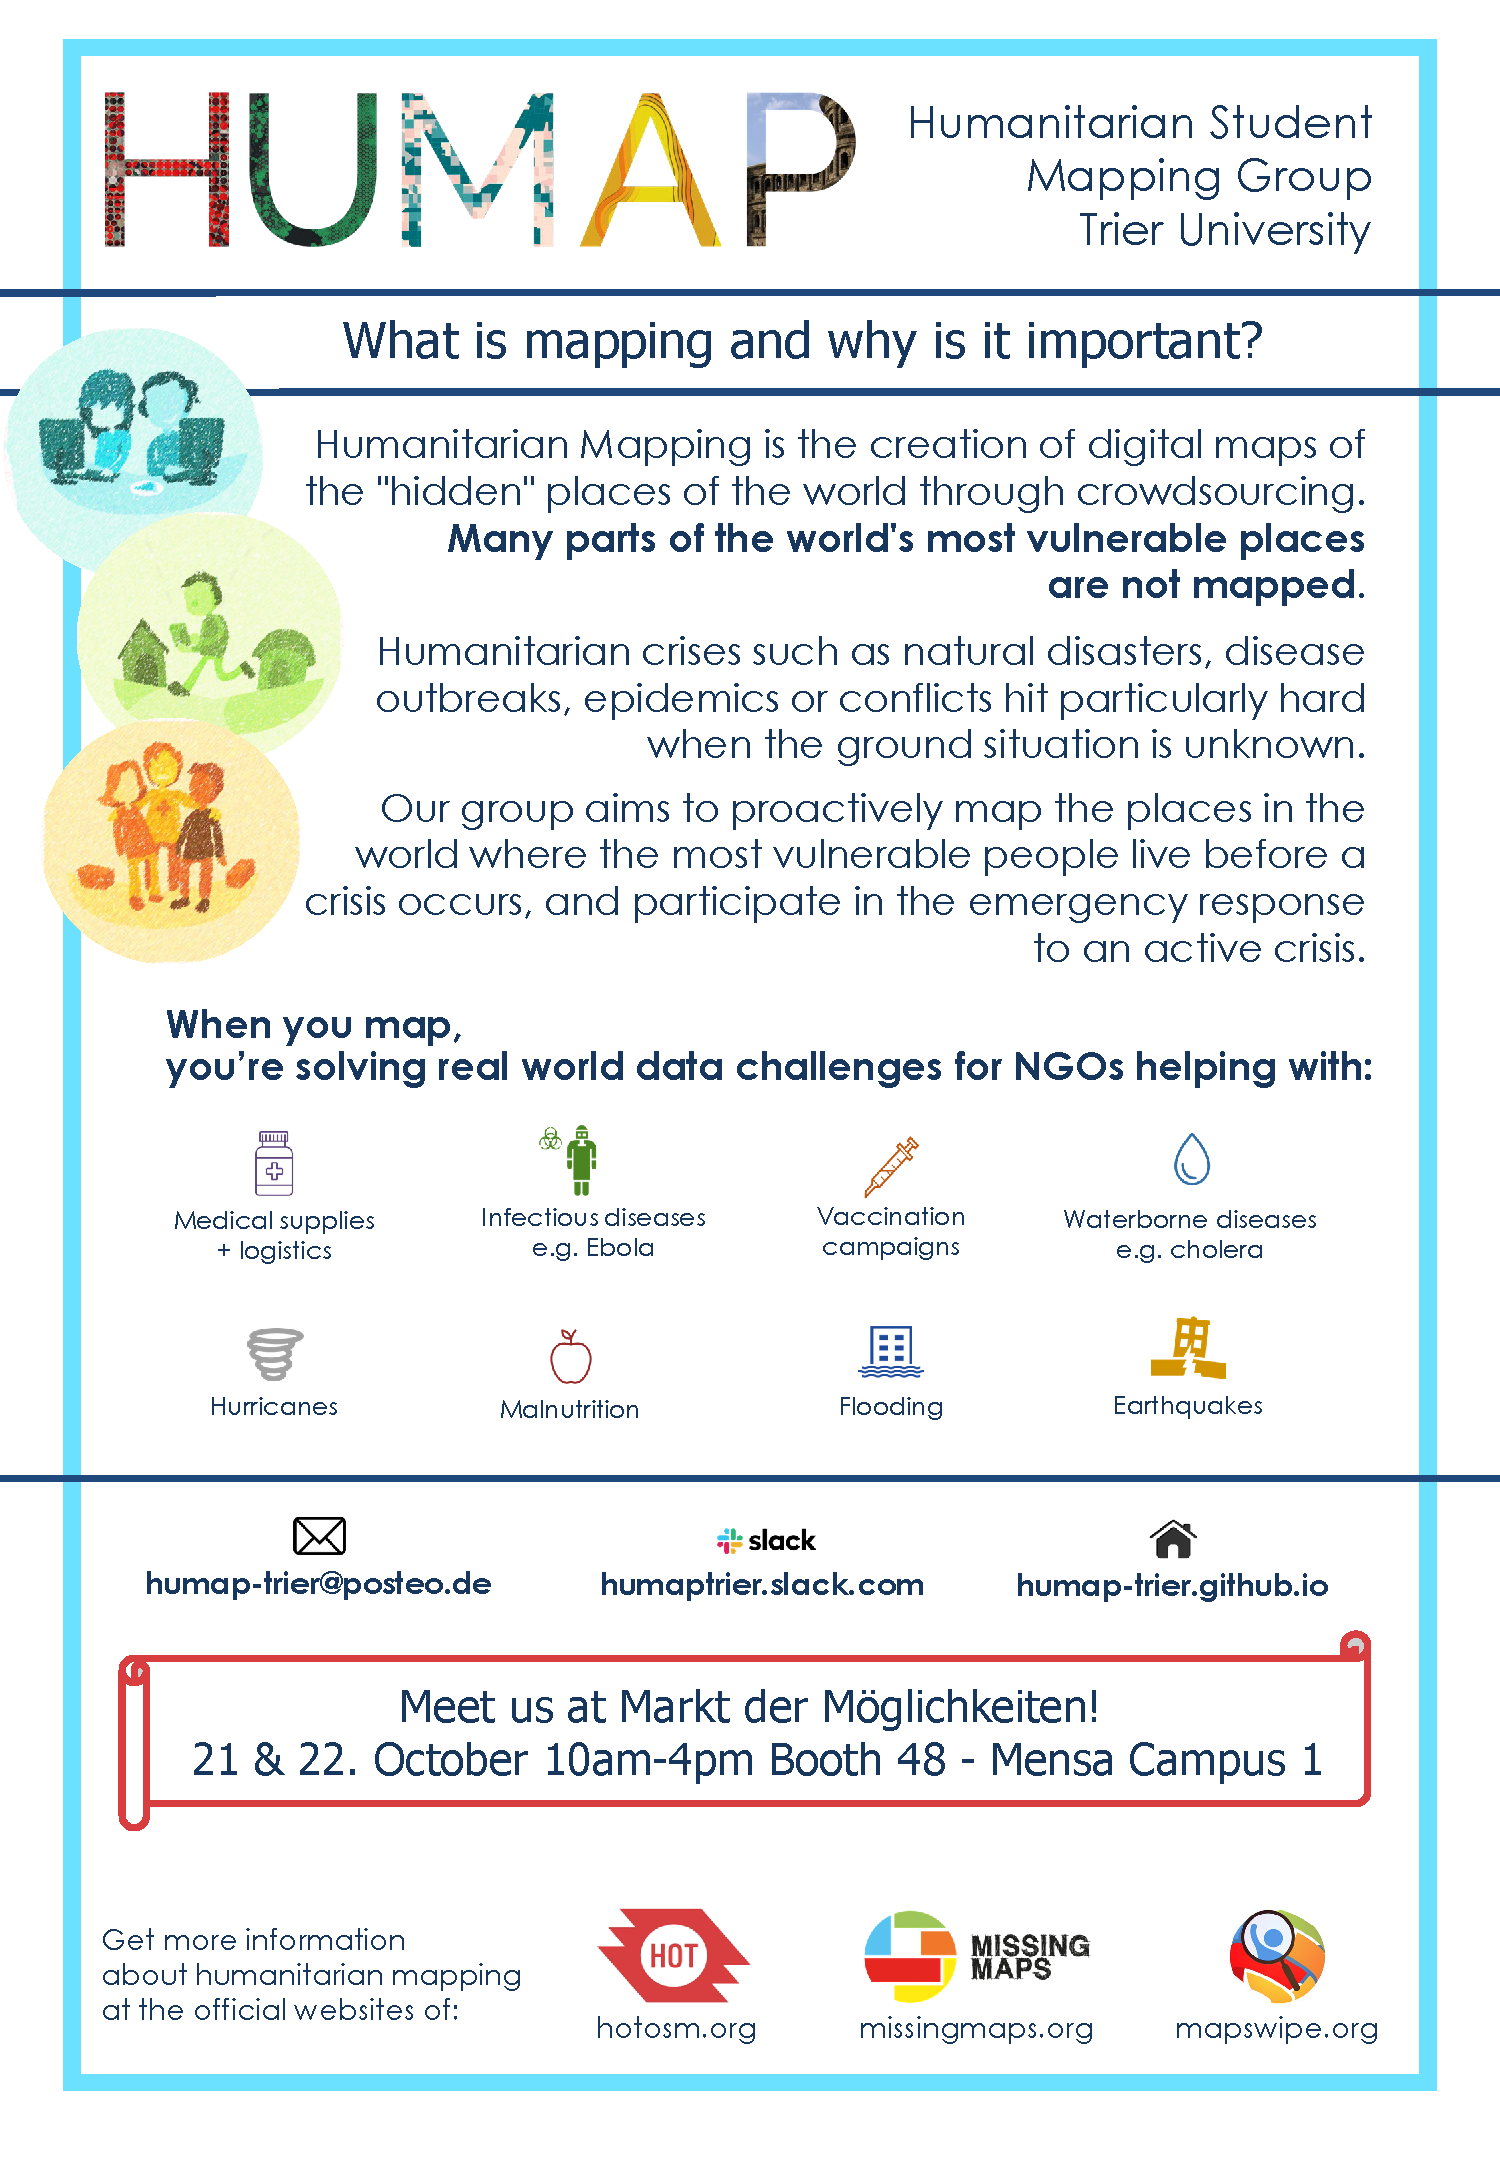 HUMAP
Humanitarian Student
Mapping Group
Trier University
What is mapping and why is it important?
Humanitarian Mapping is the creation of digital maps of
the "hidden" places of the world through crowdsourcing.
Many parts of the world's most vulnerable places
are not mapped.
Humanitarian crises such as natural disasters, disease
outbreaks, epidemics or conflicts hit particularly hard
when the ground situation is unknown.
Our group aims to proactively map the places in the
world where the most vulnerable people live before a
crisis occurs, and participate in the emergency response
to an active crisis.
When you map,
you’re solving real world data challenges for NGOs helping with:
Medical supplies
+ logistics
Infectious diseases
e.g. Ebola
Vaccination
campaigns
Waterborne diseases
e.g. cholera
Hurricanes
Malnutrition
Flooding
Earthquakes
humap-trier@posteo.de
slack
humaptrier.slack.com
humap-trier.github.io
Meet us at Markt der Möglichkeiten!
21 & 22. October 10am-4pm Booth 48 - Mensa Campus 1
Get more information
about humanitarian mapping
at the official websites of:
HOT
hotosm.org
MISSING
MAPS
missingmaps.org
mapswipe.org